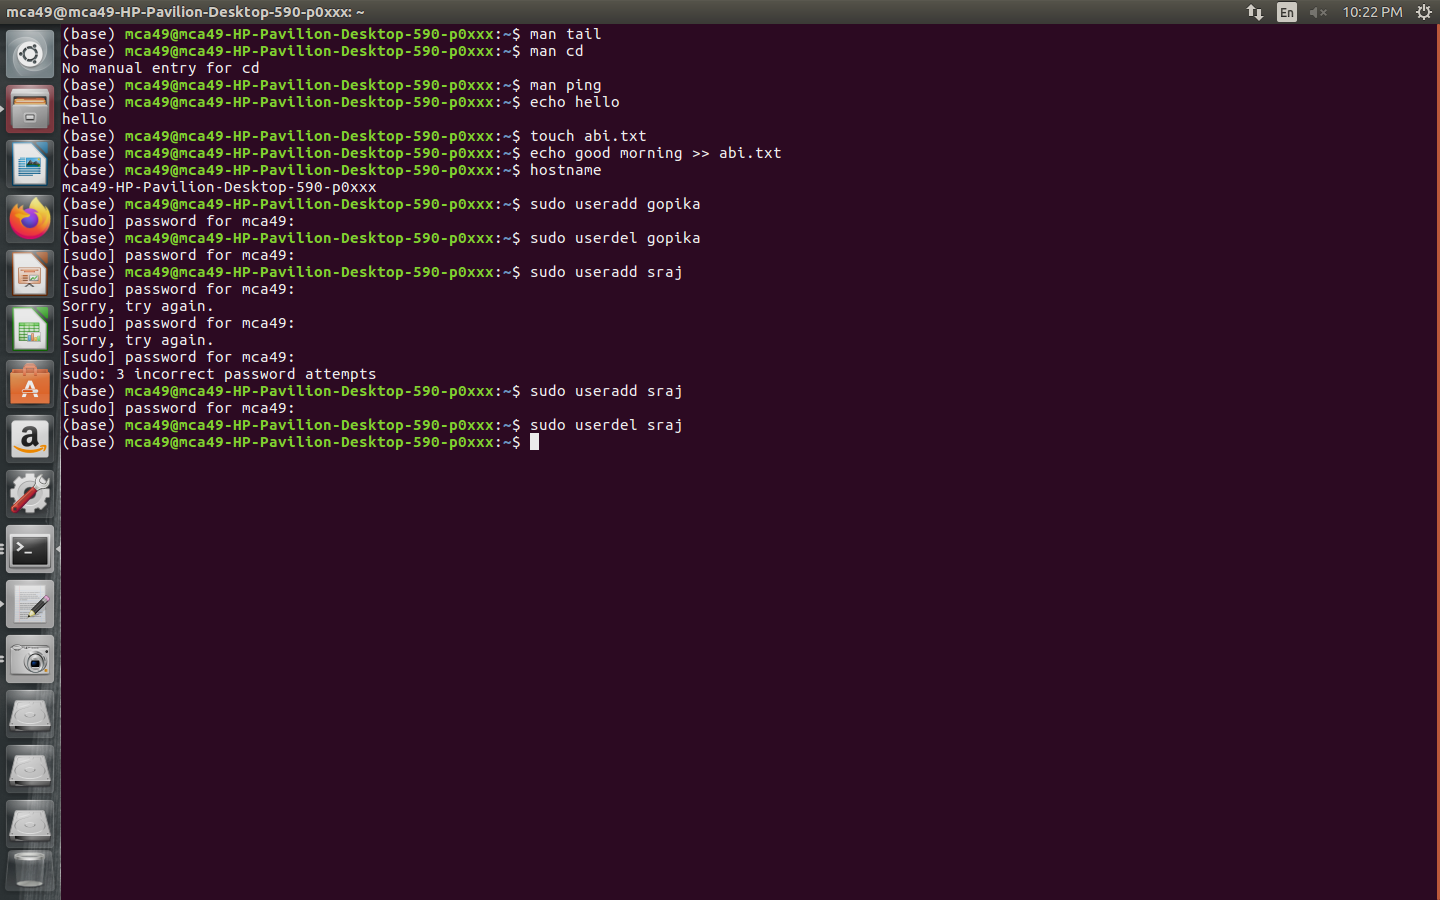 mca49@mca49-HP-Pavilion-Desktop-590-p0xxx: ~
En
10:22 PM
(base) mca49@mca49-HP-Pavilion-Desktop-590-p0xxx:~$ man tail
(base) mca49@mca49-HP-Pavilion-Desktop-590-p0xxx:~$ man cd
No manual entry for cd
(base) mca49@mca49-HP-Pavilion-Desktop-590-p0xxx:~$ man ping
(base) mca49@mca49-HP-Pavilion-Desktop-590-p0xxx:~$ echo hello
hello
(base) mca49@mca49-HP-Pavilion-Desktop-590-p0xxx:~$ touch abi.txt
(base) mca49@mca49-HP-Pavilion-Desktop-590-p0xxx:~$ echo good morning >> abi.txt
(base) mca49@mca49-HP-Pavilion-Desktop-590-p0xxx:~$ hostname
mca49-HP-Pavilion-Desktop-590-p0xxx
(base) mca49@mca49-HP-Pavilion-Desktop-590-p0xxx:~$ sudo useradd gopika
[sudo] password for mca49:
(base) mca49@mca49-HP-Pavilion-Desktop-590-p0xxx:~$ sudo userdel gopika
[sudo] password for mca49:
(base) mca49@mca49-HP-Pavilion-Desktop-590-p0xxx:~$ sudo useradd sraj
[sudo] password for mca49:
Sorry, try again.
[sudo] password for mca49:
Sorry, try again.
[sudo] password for mca49:
sudo: 3 incorrect password attempts
(base) mca49@mca49-HP-Pavilion-Desktop-590-p0xxx:~$ sudo useradd sraj
[sudo] password for mca49:
(base) mca49@mca49-HP-Pavilion-Desktop-590-p0xxx:~$ sudo userdel sraj
(base) mca49@mca49-HP-Pavilion-Desktop-590-p0xxx:~$